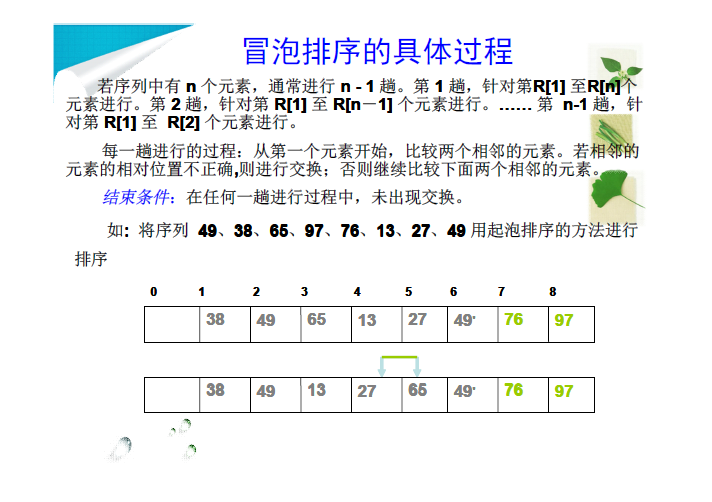 冒泡排序的具体过程
若序列中有 n 个元素，通常进行 n - 1 趟。第 1 趟，针对第R[1] 至R[n]个
元素进行。第 2 趟，针对第 R[1] 至 R[n－1] 个元素进行。…… 第 n-1 趟，针
对第 R[1] 至 R[2] 个元素进行。
每一趟进行的过程：从第一个元素开始，比较两个相邻的元素。若相邻的
元素的相对位置不正确,则进行交换；否则继续比较下面两个相邻的元素。
结束条件：在任何一趟进行过程中，未出现交换。
如: 将序列 49、38、65、97、76、13、27、49 用起泡排序的方法进行
排序
0 1 2 3 4 5 6 7 8
38 49 65 13 27 49· 76 97
38 49 13 27 65 49· 76 97